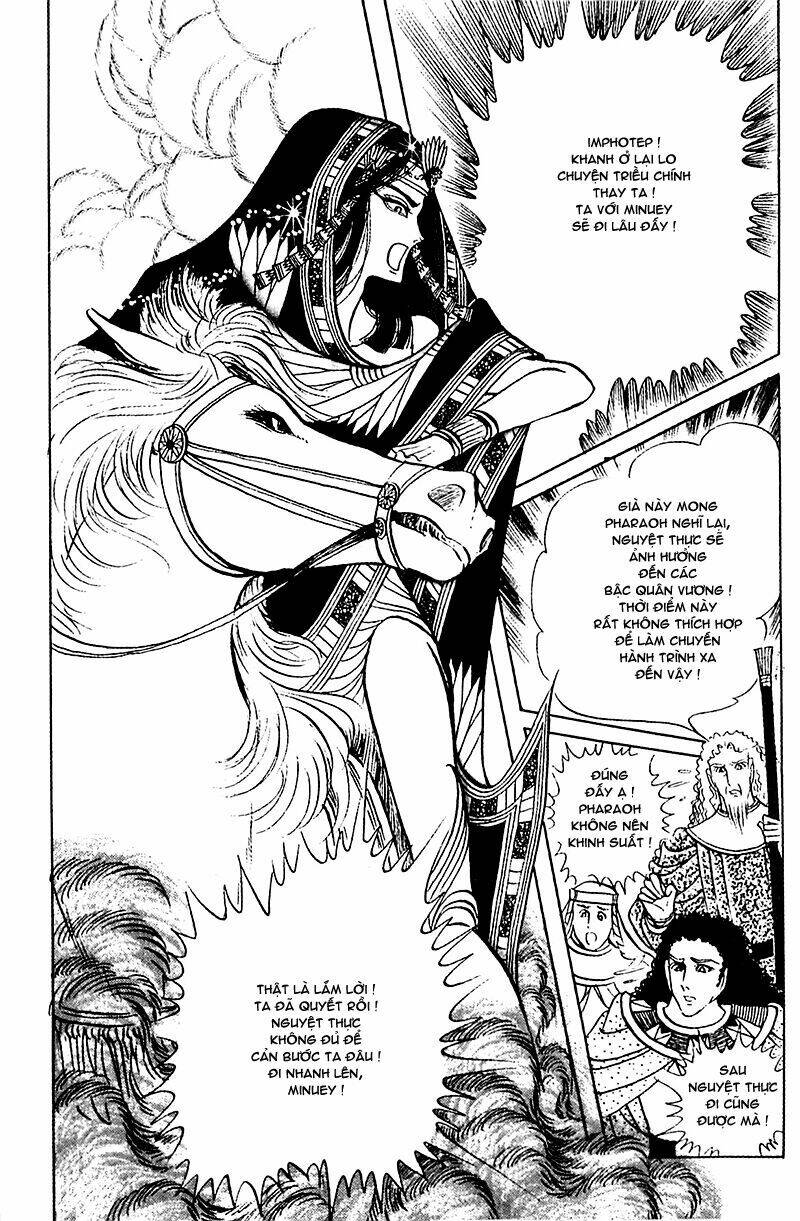 IMPHOTEP !
KHANH Ở LẠI LO
CHUYỆN TRIỀU CHÍNH
THAY TA !
TA VỚI MINUEY
SẼ ĐI LÂU ĐẤY !
GIÀ NÀY MONG
PHARAOH NGHĨ LẠI,
NGUYỆT THỰC SẼ
ẢNH HƯỞNG
ĐẾN CÁC
BẬC QUÂN VƯƠNG !
THỜI ĐIỂM NÀY
RẤT KHÔNG THÍCH HỢP
ĐỂ LÀM CHUYẾN
HÀNH TRÌNH XA
ĐẾN VẬY !
ĐÚNG
ĐẤY Ạ !
PHARAOH
KHÔNG NÊN
KHINH SUẤT !
SAU
NGUYỆT THỰC
ĐI CŨNG
ĐƯỢC MÀ !
THẬT LÀ LẮM LỜI !
TA ĐÃ QUYẾT RỒI !
NGUYỆT THỰC
KHÔNG ĐỦ ĐỂ
CẢN BƯỚC TA ĐÂU !
ĐI NHANH LÊN,
MINUEY !